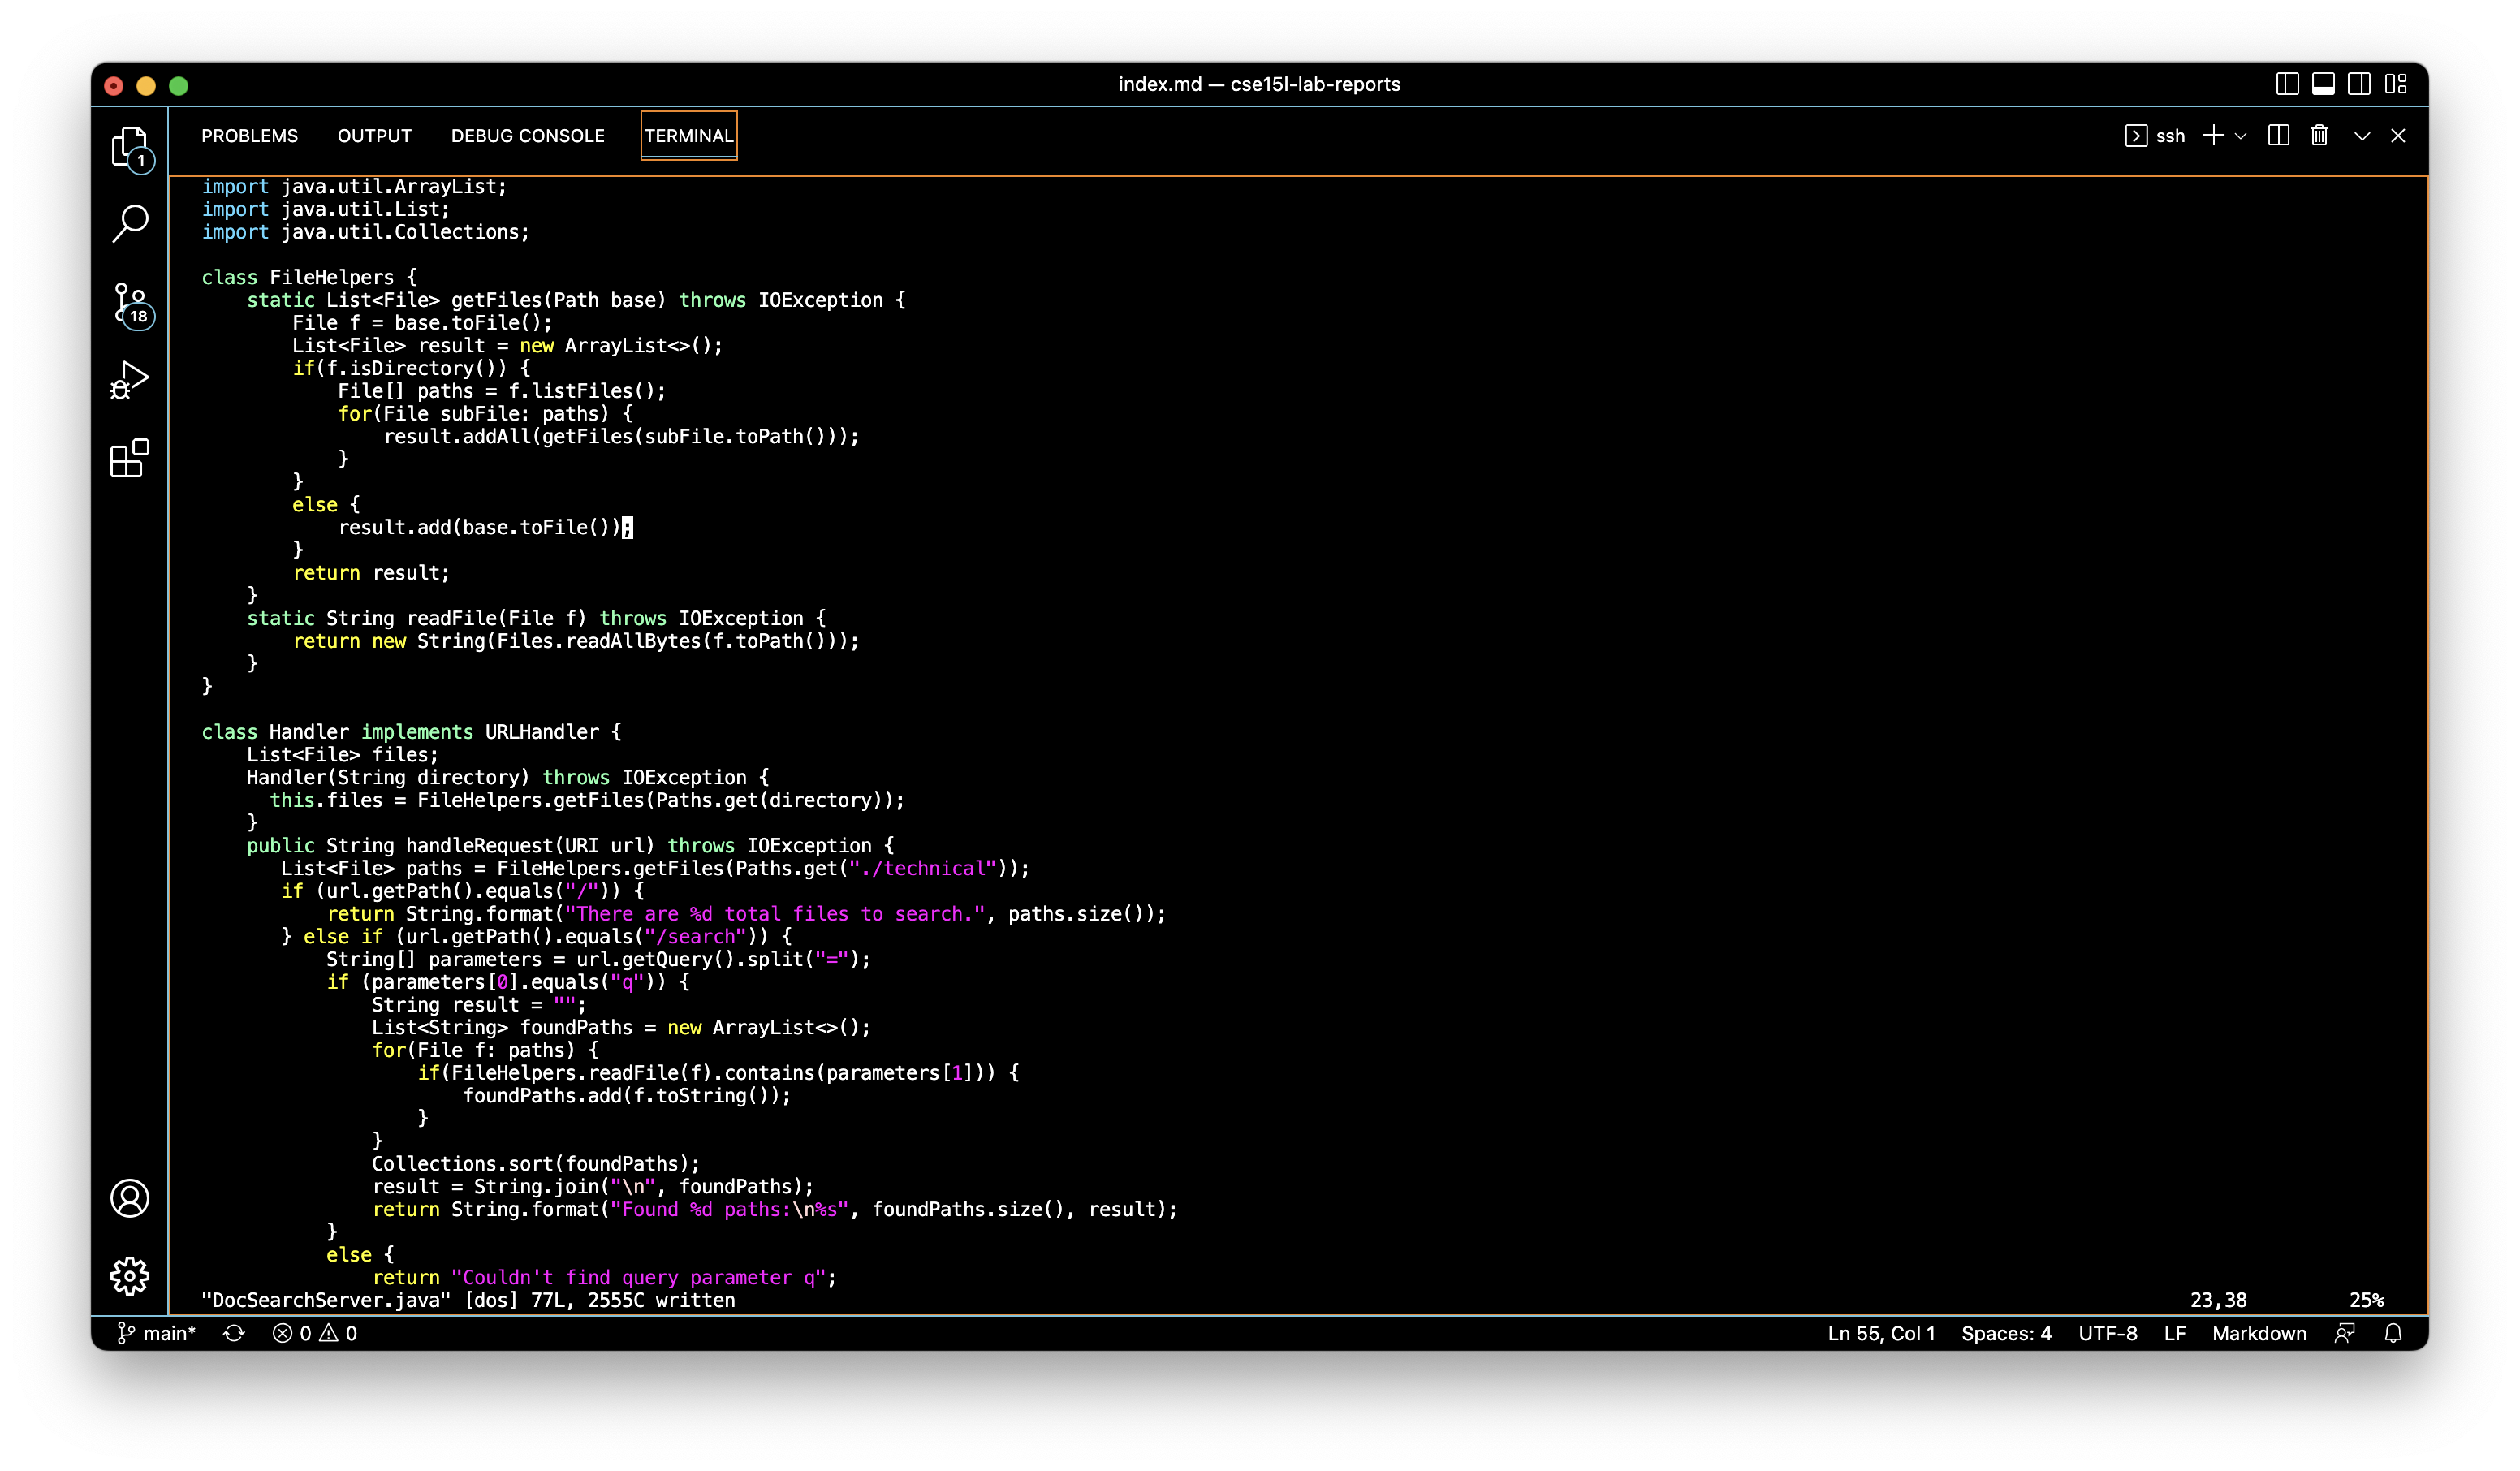 index.md — cse15l-lab-reports
1
18
PROBLEMS OUTPUT DEBUG CONSOLE TERMINAL ssh
import java.util.ArrayList;
import java.util.List;
import java.util.Collections;

class FileHelpers {
    static List<File> getFiles(Path base) throws IOException {
        File f = base.toFile();
        List<File> result = new ArrayList<>();
        if(f.isDirectory()) {
            File[] paths = f.listFiles();
            for(File subFile: paths) {
                result.addAll(getFiles(subFile.toPath()));
            }
        }
        else {
            result.add(base.toFile());
        }
        return result;
    }
    static String readFile(File f) throws IOException {
        return new String(Files.readAllBytes(f.toPath()));
    }
}

class Handler implements URLHandler {
    List<File> files;
    Handler(String directory) throws IOException {
      this.files = FileHelpers.getFiles(Paths.get(directory));
    }
    public String handleRequest(URI url) throws IOException {
       List<File> paths = FileHelpers.getFiles(Paths.get("./technical"));
       if (url.getPath().equals("/")) {
           return String.format("There are %d total files to search.", paths.size());
       } else if (url.getPath().equals("/search")) {
           String[] parameters = url.getQuery().split("=");
           if (parameters[0].equals("q")) {
               String result = "";
               List<String> foundPaths = new ArrayList<>();
               for(File f: paths) {
                   if(FileHelpers.readFile(f).contains(parameters[1])) {
                       foundPaths.add(f.toString());
                   }
               }
               Collections.sort(foundPaths);
               result = String.join("\n", foundPaths);
               return String.format("Found %d paths:\n%s", foundPaths.size(), result);
           }
           else {
               return "Couldn't find query parameter q";
"DocSearchServer.java" [dos] 77L, 2555C written 23,38 25%
main* 0 0 Ln 55, Col 1 Spaces: 4 UTF-8 LF Markdown